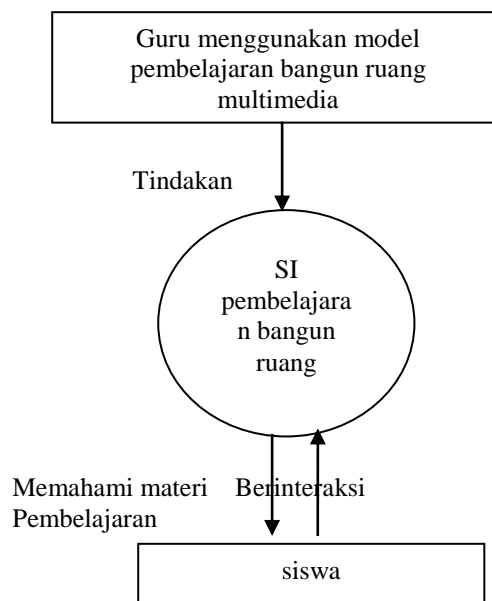 Guru menggunakan model
pembelajaran bangun ruang
multimedia
Tindakan
SI
pembelajara
n bangun
ruang
Memahami materi
Pembelajaran
Berinteraksi
siswa